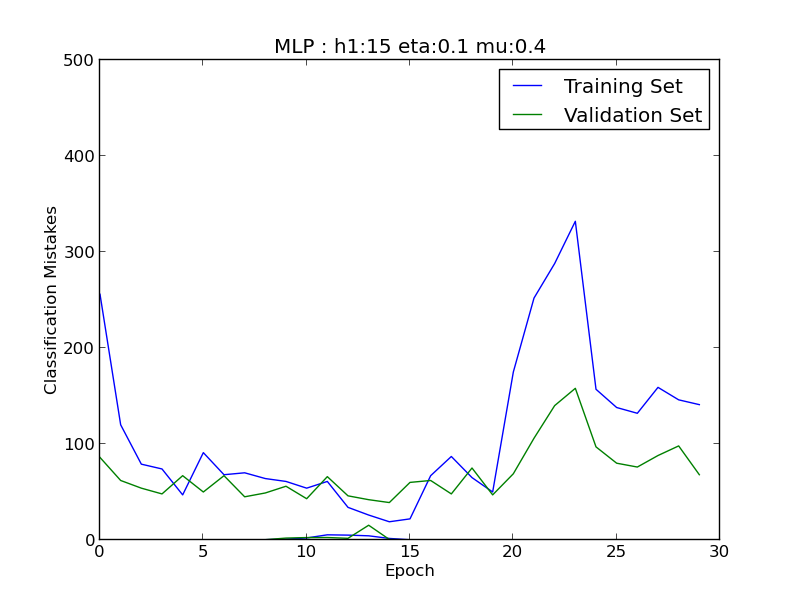 MLP : h1:15 eta:0.1 mu:0.4
500
Training Set
Validation Set
400
300
Classification Mistakes
200
100
0
0 5 10 15 20 25 30
Epoch